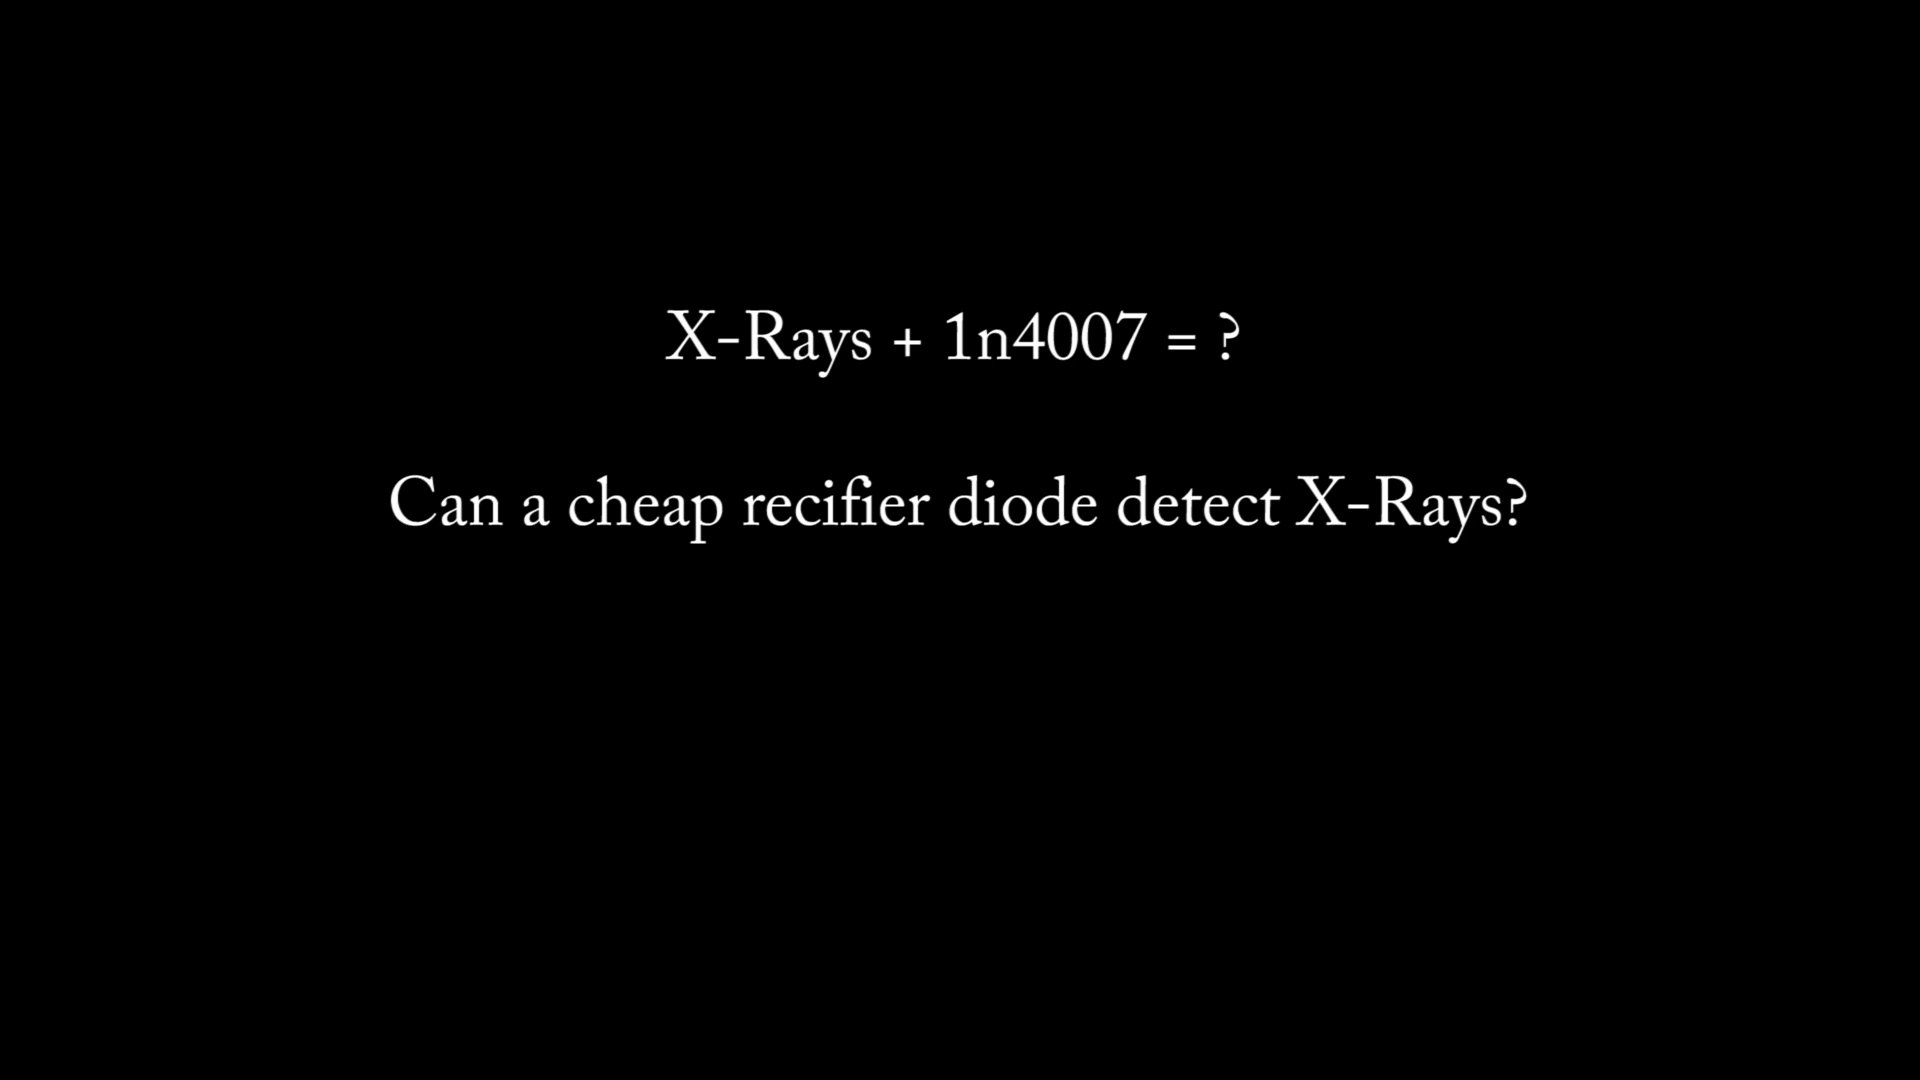 X-Rays + 1n4007 = ?
Can a cheap recifier diode detect X-Rays?